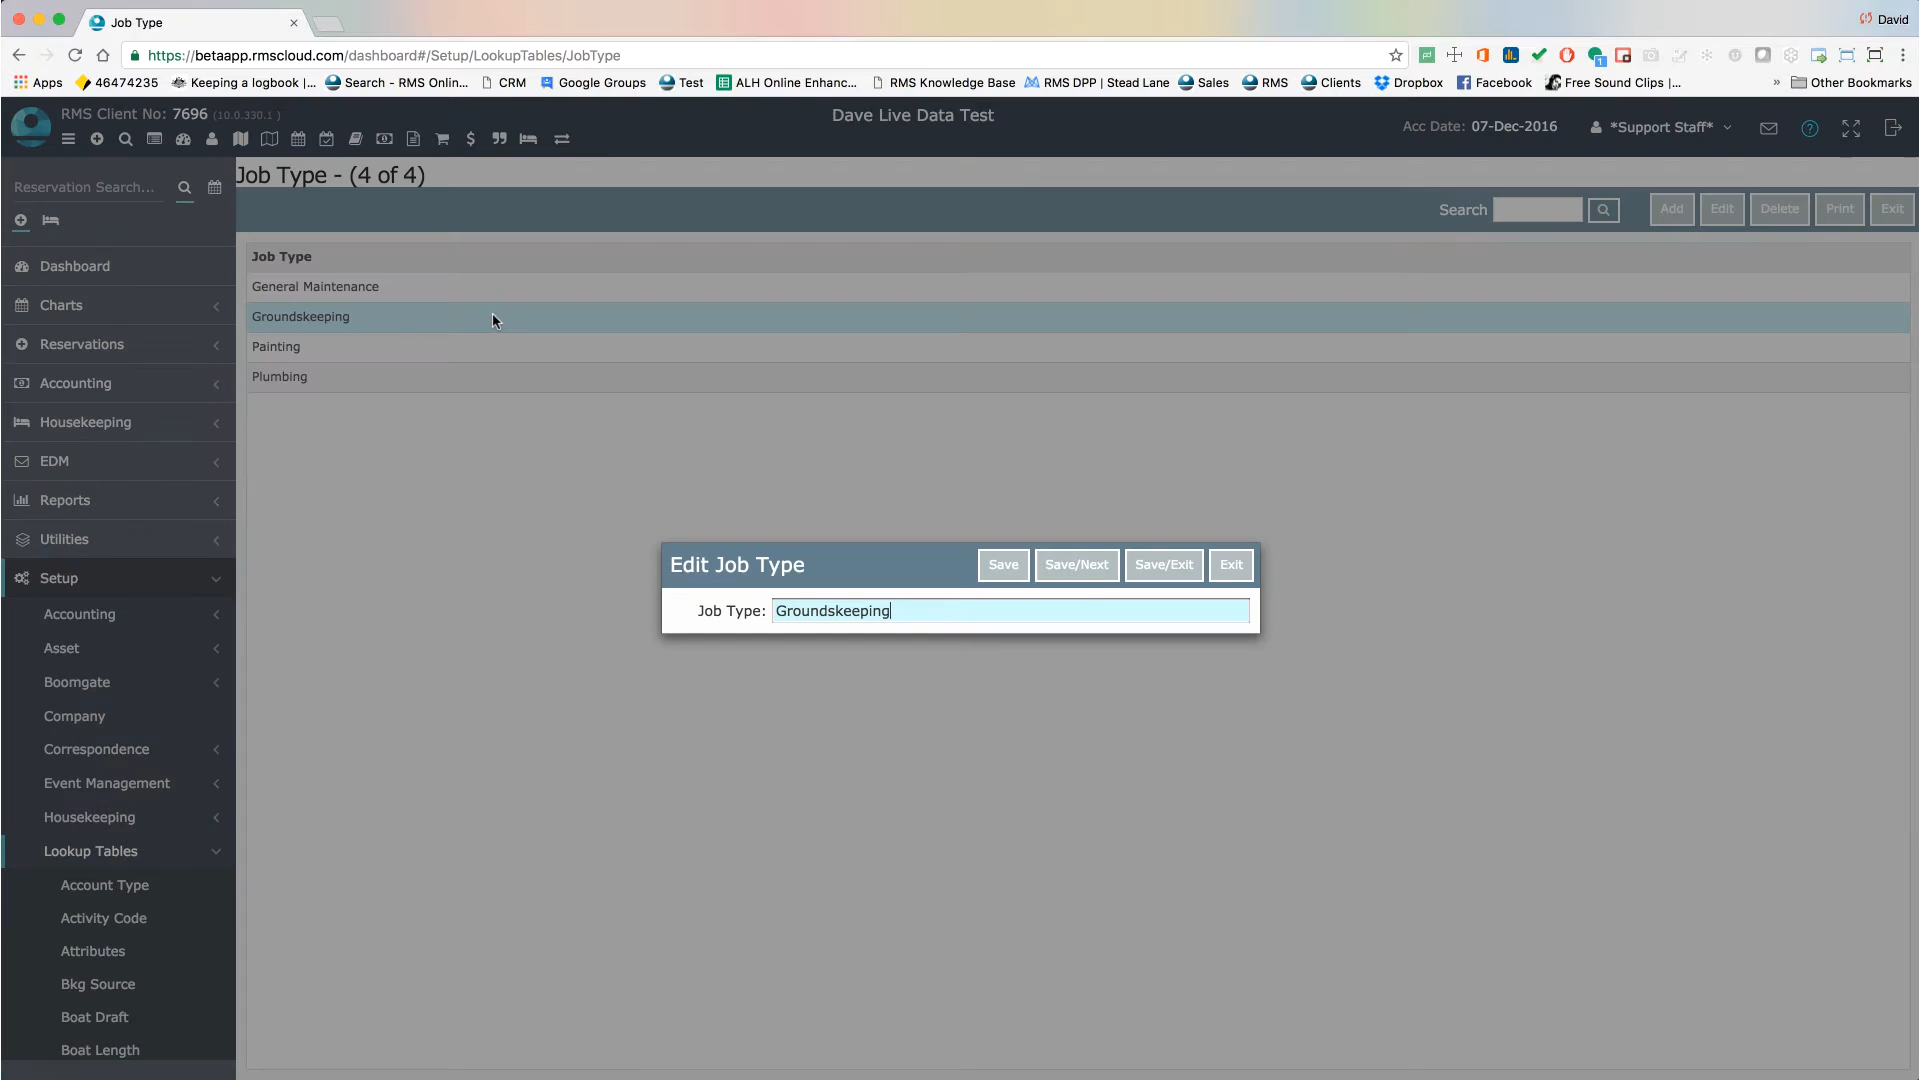 Job Type
David
https://betaapp.rmscloud.com/dashboard#/Setup/LookupTables/JobType
Apps
46474235
Keeping a logbook |...
Search - RMS Onlin...
CRM
Google Groups
Test
ALH Online Enhanc...
RMS Knowledge Base
RMS DPP | Stead Lane
Sales
RMS
Clients
Dropbox
Facebook
Free Sound Clips |...
»
Other Bookmarks
RMS Client No: 7696 (10.0.330.1 )
Dave Live Data Test
Acc Date: 07-Dec-2016
*Support Staff*
Reservation Search...
Dashboard
Charts
Reservations
Accounting
Housekeeping
EDM
Reports
Utilities
Setup
Accounting
Asset
Boomgate
Company
Correspondence
Event Management
Housekeeping
Lookup Tables
Account Type
Activity Code
Attributes
Bkg Source
Boat Draft
Boat Length
Job Type - (4 of 4)
Search
Add
Edit
Delete
Print
Exit
Job Type
General Maintenance
Groundskeeping
Painting
Plumbing
Edit Job Type
Save
Save/Next
Save/Exit
Exit
Job Type: Groundskeeping